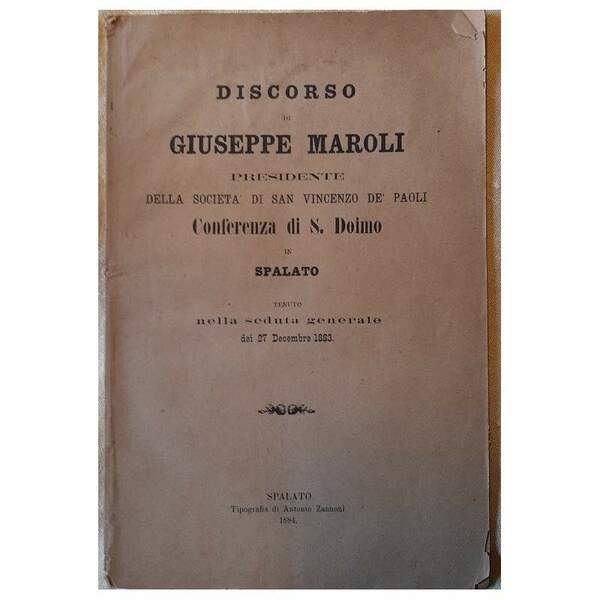 DISCORSO
DI
GIUSEPPE MAROLI
PRESIDENTE
DELLA SOCIETA' DI SAN VINCENZO DE' PAOLI
Conferenza di S. Doimo
IN
SPALATO
TENUTO
nella seduta generale
dei 27 Decembre 1883.
SPALATO
Tipografia di Antonio Zannoni
1884.